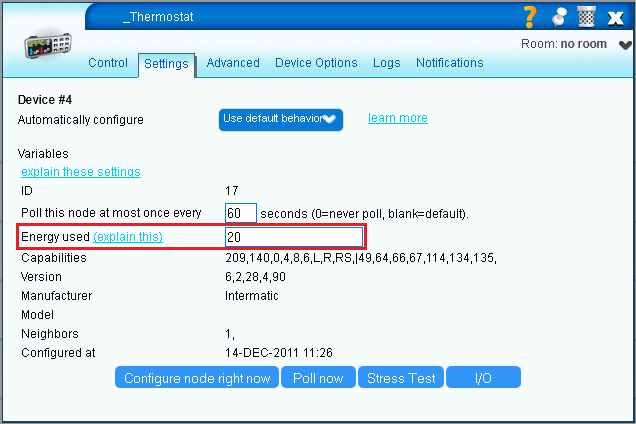 _Thermostat
Room: no room
Control Settings Advanced Device Options Logs Notifications
Device #4
Automatically configure Use default behavior learn more
Variables
explain these settings
ID 17
Poll this node at most once every 60 seconds (0=never poll, blank=default).
Energy used (explain this) 20
Capabilities 209,140,0,4,8,6,L,R,RS,|49,64,66,67,114,134,135,
Version 6,2,28,4,90
Manufacturer Intermatic
Model
Neighbors 1,
Configured at 14-DEC-2011 11:26
Configure node right now Poll now Stress Test I/O